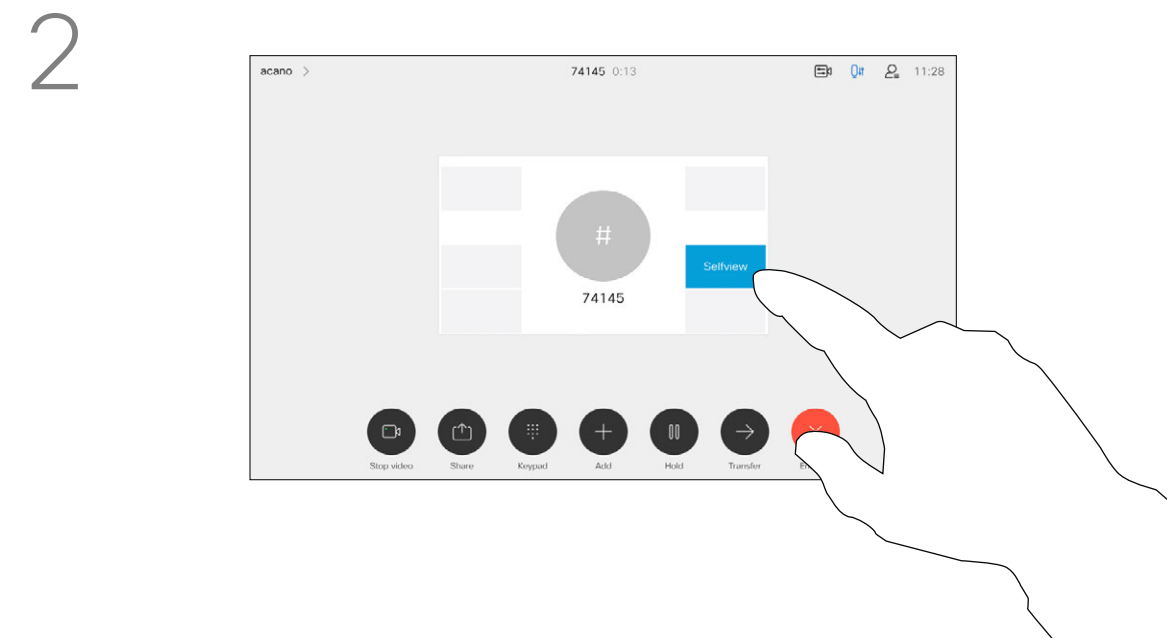 2
acano >
74145 0:13
11:28
#
74145
Selfview
Stop video
Share
Keypad
Add
Hold
Transfer